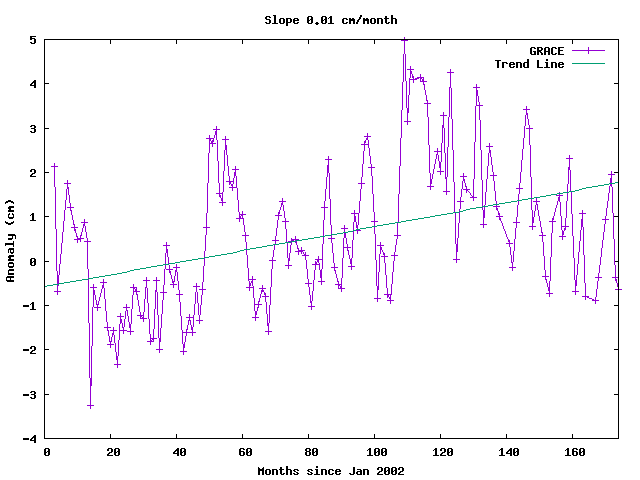 Slope 0.01 cm/month
GRACE
Trend Line
Anomaly (cm)
5
4
3
2
1
0
-1
-2
-3
-4
0 20 40 60 80 100 120 140 160
Months since Jan 2002